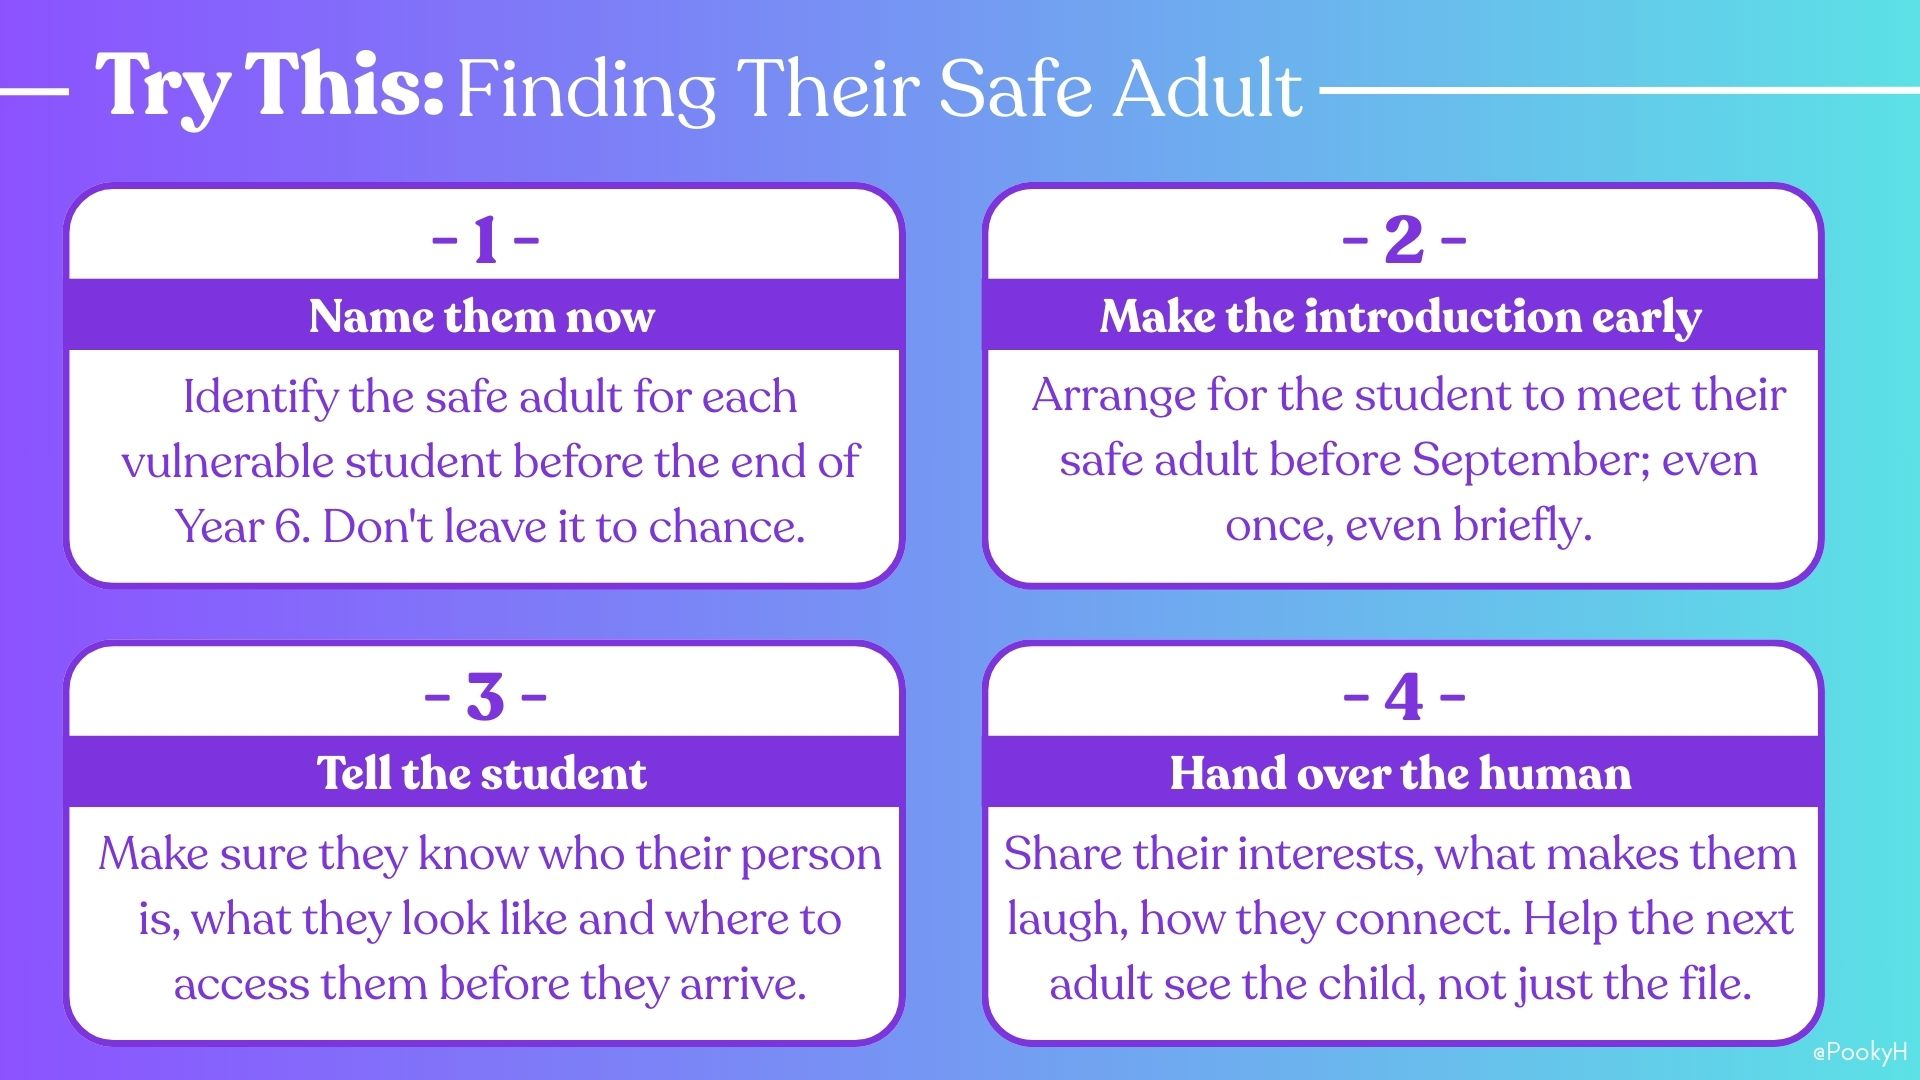 Try This: Finding Their Safe Adult
- 1 -
Name them now
Identify the safe adult for each
vulnerable student before the end of
Year 6. Don't leave it to chance.
- 2 -
Make the introduction early
Arrange for the student to meet their
safe adult before September; even
once, even briefly.
- 3 -
Tell the student
Make sure they know who their person
is, what they look like and where to
access them before they arrive.
- 4 -
Hand over the human
Share their interests, what makes them
laugh, how they connect. Help the next
adult see the child, not just the file.
@PookyH